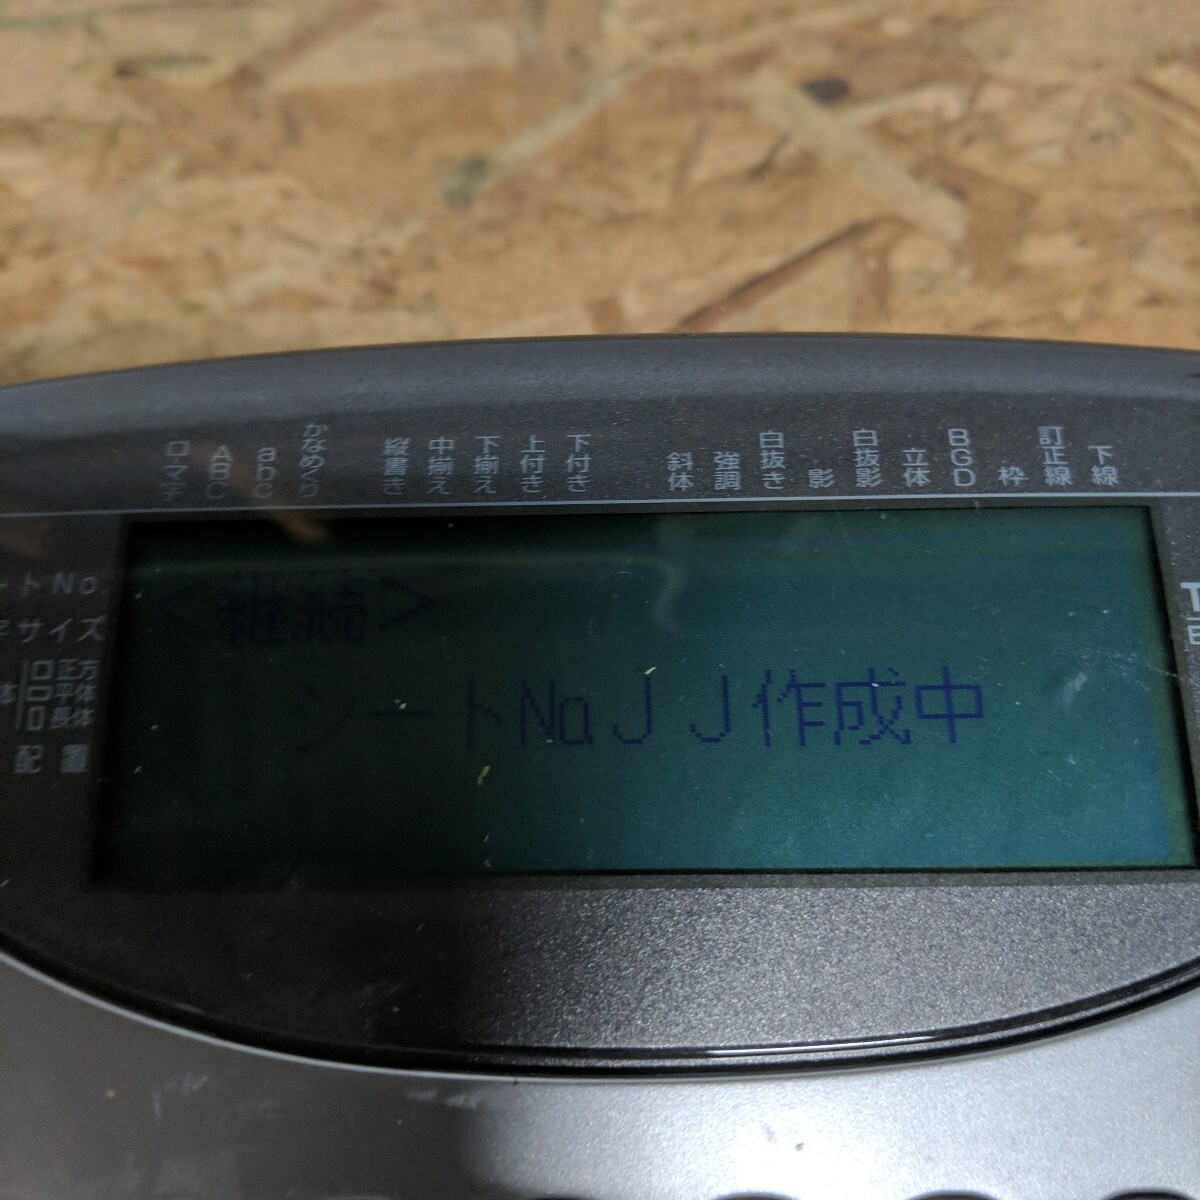 ローマ字 ABC abc かなめくり 縦書き 中揃え 下揃え 上付き 下付き 斜体 強調 白抜き 影 白抜影 立体 BGD 枠 訂正線 下線
<継続>
シート№JJ作成中
ートNo.
字サイズ
体 正方
平体
長体
配置